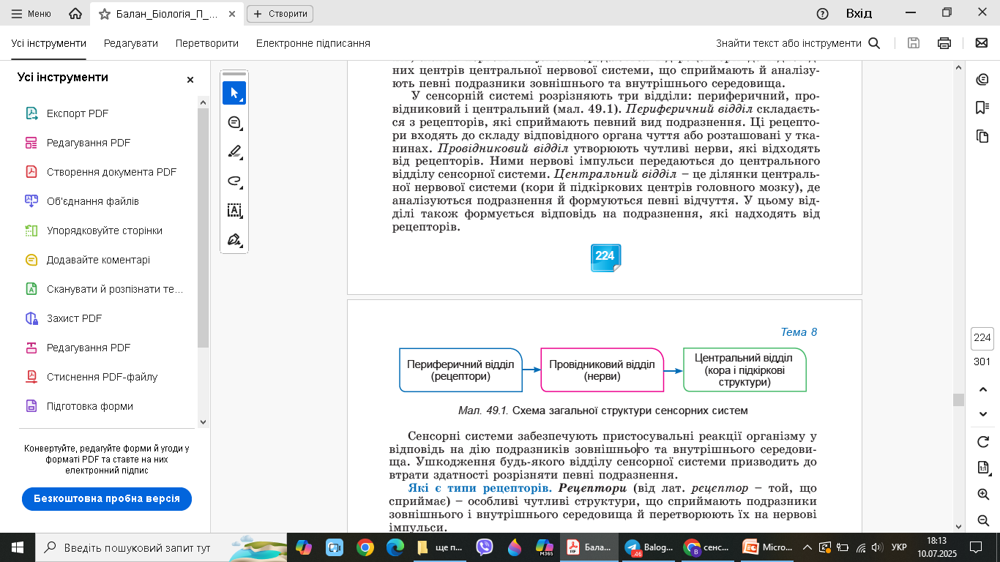 Меню
Балан_Біологія_П_...
Створити
Вхід
Усі інструменти
Редагувати
Перетворити
Електронне підписання
Знайти текст або інструменти
Усі інструменти
Експорт PDF
Редагування PDF
Створення документа PDF
Об'єднання файлів
Упорядковуйте сторінки
Додавайте коментарі
Сканувати й розпізнати те...
Захист PDF
Редагування PDF
Стиснення PDF-файлу
Підготовка форми
Конвертуйте, редагуйте форми й угоди у
форматі PDF та ставте на них
електронний підпис
Безкоштовна пробна версія
них центрів центральної нервової системи, що сприймають й аналізу-
ють певні подразники зовнішнього та внутрішнього середовища.
У сенсорній системі розрізняють три відділи: периферичний, про-
відниковий і центральний (мал. 49.1). Периферичний відділ складаєть-
ся з рецепторів, які сприймають певний вид подразнення. Ці рецепто-
ри входять до складу відповідного органа чуття або розташовані у тка-
нинах. Провідниковий відділ утворюють чутливі нерви, які відходять
від рецепторів. Ними нервові імпульси передаються до центрального
відділу сенсорної системи. Центральний відділ – це ділянки централь-
ної нервової системи (кори й підкіркових центрів головного мозку), де
аналізуються подразнення й формуються певні відчуття. У цьому від-
ділі також формується відповідь на подразнення, які надходять від
рецепторів.
224
Тема 8
Периферичний відділ
(рецептори)
Провідниковий відділ
(нерви)
Центральний відділ
(кора і підкіркові
структури)
Мал. 49.1. Схема загальної структури сенсорних систем
Сенсорні системи забезпечують пристосувальні реакції організму у
відповідь на дію подразників зовнішнього та внутрішнього середови-
ща. Ушкодження будь-якого відділу сенсорної системи призводить до
втрати здатності розрізняти певні подразнення.
Які є типи рецепторів. Рецептори (від лат. рецептор – той, що
сприймає) – особливі чутливі структури, що сприймають подразники
зовнішнього і внутрішнього середовища й перетворюють їх на нервові
імпульси.
224
301
1:1
Введіть пошуковий запит тут
M365
ще п...
Бала...
.46
Balog...
B
сенс...
Micro...
УКР
18:13
10.07.2025